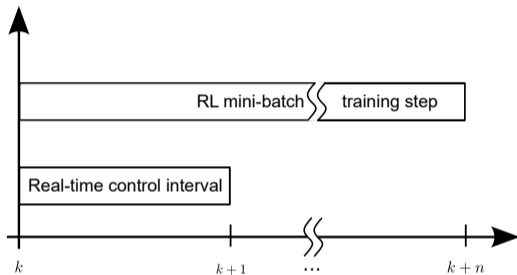 RL mini-batch training step
Real-time control interval
k k + 1 ... k + n